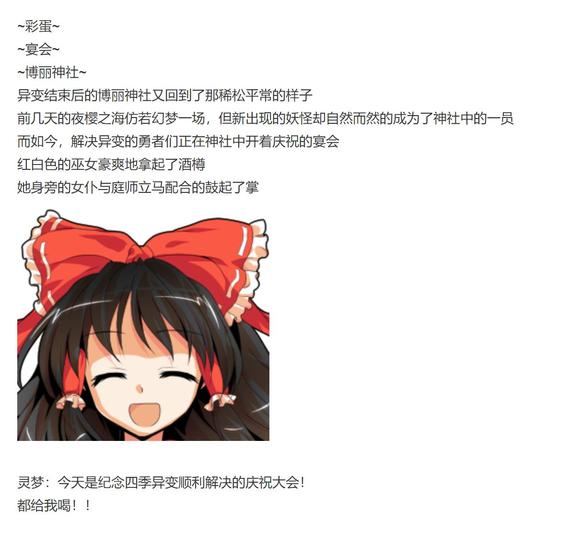 ~彩蛋~
~宴会~
~博丽神社~
异变结束后的博丽神社又回到了那稀松平常的样子
前几天的夜樱之海仿若幻梦一场，但新出现的妖怪却自然而然的成为了神社中的一员
而如今，解决异变的勇者们正在神社中开着庆祝的宴会
红白色的巫女豪爽地拿起了酒樽
她身旁的女仆与庭师立马配合的鼓起了掌
灵梦：今天是纪念四季异变顺利解决的庆祝大会！
都给我喝！！